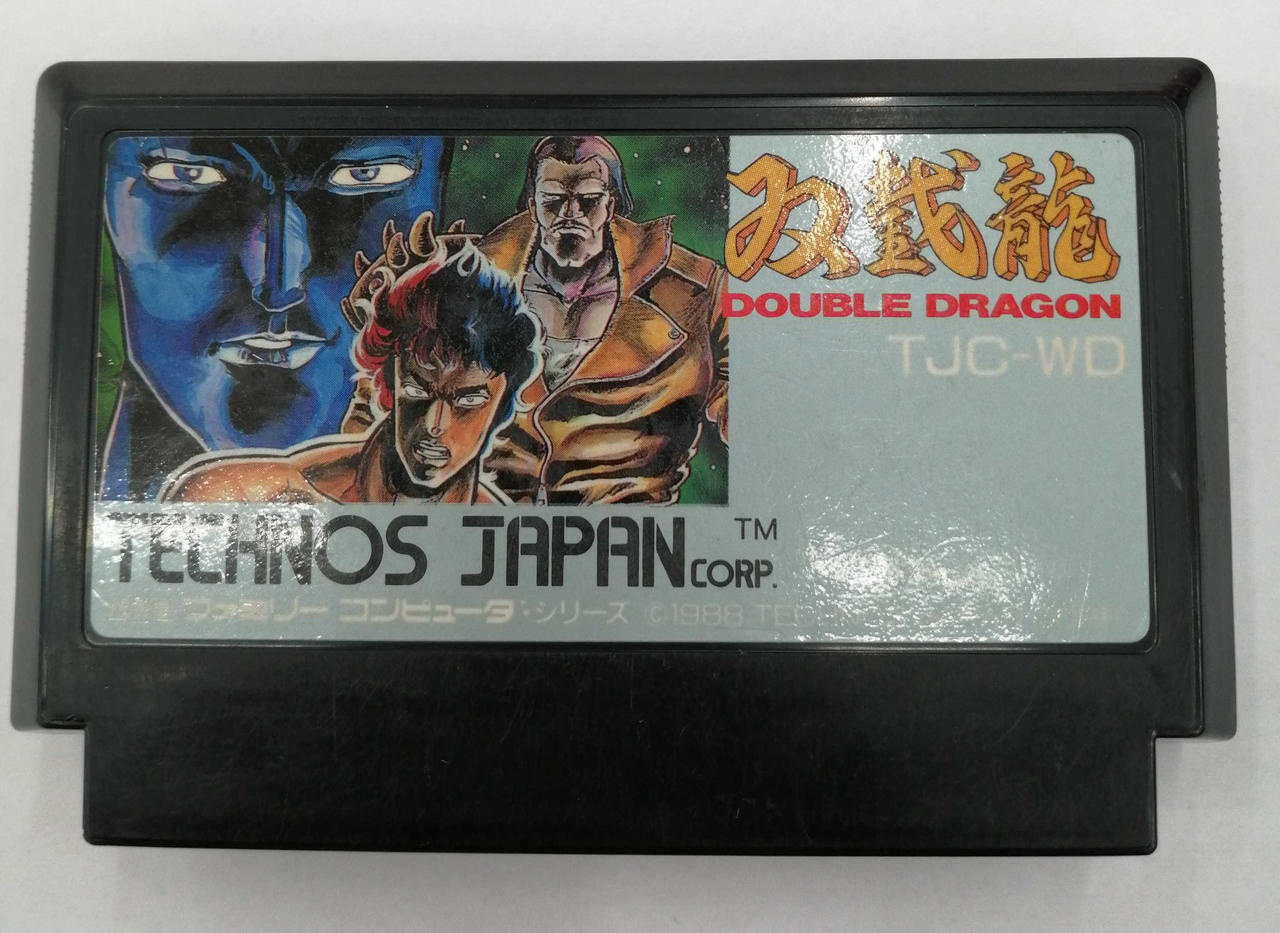 双截龍
DOUBLE DRAGON
TJC-WD
TECHNOS JAPAN CORP. TM
ファミリー コンピュータ・シリーズ ©1988